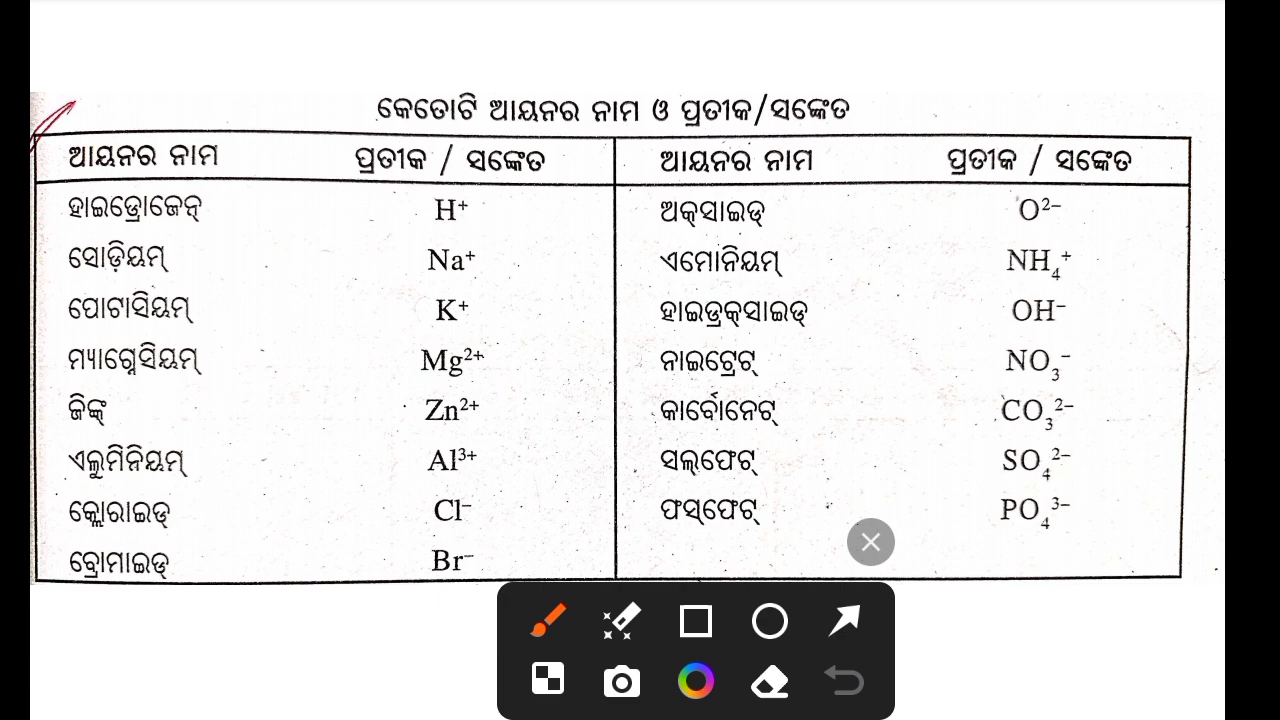 କେତୋଟି ଆୟନର ନାମ ଓ ପ୍ରତୀକ/ସଙ୍କେତ
ଆୟନର ନାମ ପ୍ରତୀକ / ସଙ୍କେତ ଆୟନର ନାମ ପ୍ରତୀକ / ସଙ୍କେତ
ହାଇଡ୍ରୋଜେନ୍ H⁺ ଅକ୍‌ସାଇଡ୍ O²⁻
ସୋଡ଼ିୟମ୍ Na⁺ ଏମୋନିୟମ୍ NH₄⁺
ପୋଟାସିୟମ୍ K⁺ ହାଇଡ୍ରକ୍‌ସାଇଡ୍ OH⁻
ମ୍ୟାଗ୍ନେସିୟମ୍ Mg²⁺ ନାଇଟ୍ରେଟ୍ NO₃⁻
ଜିଙ୍କ୍ Zn²⁺ କାର୍ବୋନେଟ୍ CO₃²⁻
ଏଲୁମିନିୟମ୍ Al³⁺ ସଲ୍‌ଫେଟ୍ SO₄²⁻
କ୍ଲୋରାଇଡ୍ Cl⁻ ଫସ୍‌ଫେଟ୍ PO₄³⁻
ବ୍ରୋମାଇଡ୍ Br⁻